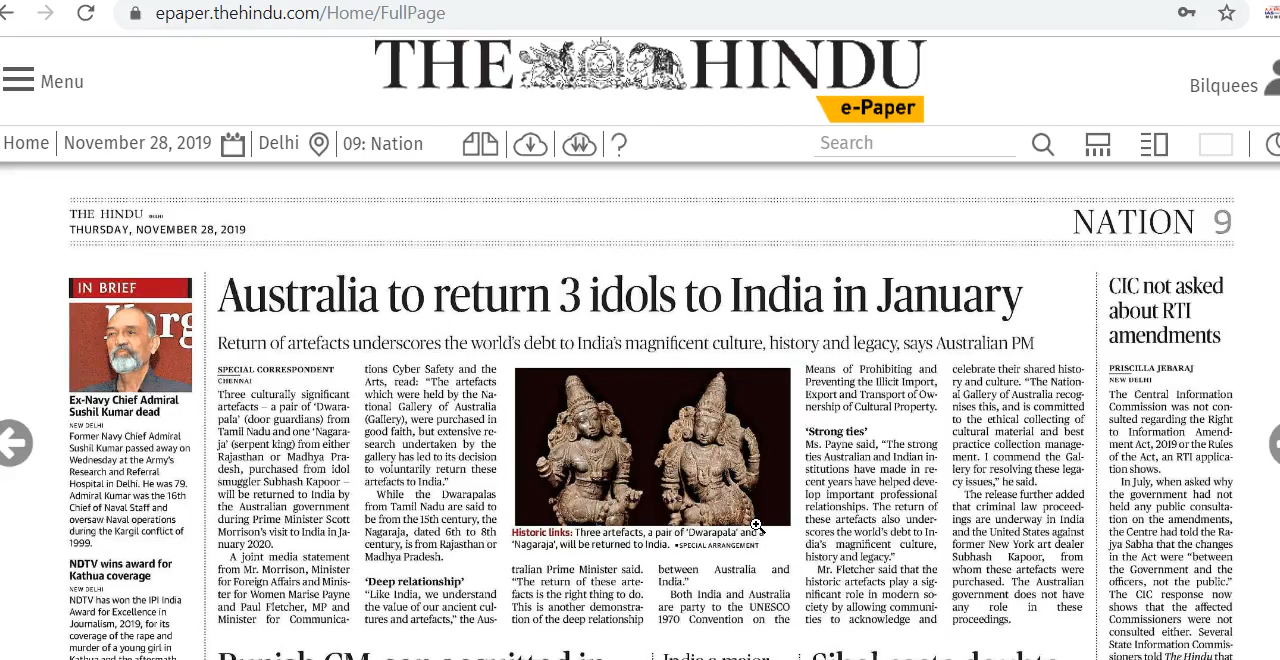 epaper.thehindu.com/Home/FullPage
THE HINDU
e-Paper
Menu
Bilquees
Home
November 28, 2019
Delhi
09: Nation
?
Search
THE HINDU DELHI
THURSDAY, NOVEMBER 28, 2019
NATION 9
IN BRIEF
Ex-Navy Chief Admiral
Sushil Kumar dead
NEW DELHI
Former Navy Chief Admiral
Sushil Kumar passed away on
Wednesday at the Army's
Research and Referral
Hospital in Delhi. He was 79.
Admiral Kumar was the 16th
Chief of Naval Staff and
oversaw Naval operations
during the Kargil conflict of
1999.
NDTV wins award for
Kathua coverage
NEW DELHI
NDTV has won the IPI India
Award for Excellence in
Journalism, 2019, for its
coverage of the rape and
murder of a young girl in
Kathua and the aftermath
Australia to return 3 idols to India in January
Return of artefacts underscores the world's debt to India's magnificent culture, history and legacy, says Australian PM
SPECIAL CORRESPONDENT
CHENNAI
Three culturally significant
artefacts – a pair of 'Dwara-
pala' (door guardians) from
Tamil Nadu and one 'Nagara-
ja' (serpent king) from either
Rajasthan or Madhya Pra-
desh, purchased from idol
smuggler Subhash Kapoor –
will be returned to India by
the Australian government
during Prime Minister Scott
Morrison's visit to India in Ja-
nuary 2020.
A joint media statement
from Mr. Morrison, Minister
for Foreign Affairs and Minis-
ter for Women Marise Payne
and Paul Fletcher, MP and
Minister for Communica-
tions Cyber Safety and the
Arts, read: "The artefacts
which were held by the Na-
tional Gallery of Australia
(Gallery), were purchased in
good faith, but extensive re-
search undertaken by the
gallery has led to its decision
to voluntarily return these
artefacts to India."
While the Dwarapalas
from Tamil Nadu are said to
be from the 15th century, the
Nagaraja, dated 6th to 8th
century, is from Rajasthan or
Madhya Pradesh.
'Deep relationship'
"Like India, we understand
the value of our ancient cul-
tures and artefacts," the Aus-
Historic links: Three artefacts, a pair of 'Dwarapala' and a
'Nagaraja', will be returned to India. ■SPECIAL ARRANGEMENT
tralian Prime Minister said.
"The return of these arte-
facts is the right thing to do.
This is another demonstra-
tion of the deep relationship
between Australia and
India."
Both India and Australia
are party to the UNESCO
1970 Convention on the
Means of Prohibiting and
Preventing the Illicit Import,
Export and Transport of Ow-
nership of Cultural Property.
'Strong ties'
Ms. Payne said, "The strong
ties Australian and Indian in-
stitutions have made in re-
cent years have helped deve-
lop important professional
relationships. The return of
these artefacts also under-
scores the world's debt to In-
dia's magnificent culture,
history and legacy."
Mr. Fletcher said that the
historic artefacts play a sig-
nificant role in modern so-
ciety by allowing communi-
ties to acknowledge and
celebrate their shared histo-
ry and culture. "The Nation-
al Gallery of Australia recog-
nises this, and is committed
to the ethical collecting of
cultural material and best
practice collection manage-
ment. I commend the Gal-
lery for resolving these lega-
cy issues," he said.
The release further added
that criminal law proceed-
ings are underway in India
and the United States against
former New York art dealer
Subhash Kapoor, from
whom these artefacts were
purchased. The Australian
government does not have
any role in these
proceedings.
CIC not asked
about RTI
amendments
PRISCILLA JEBARAJ
NEW DELHI
The Central Information
Commission was not con-
sulted regarding the Right
to Information Amend-
ment Act, 2019 or the Rules
of the Act, an RTI applica-
tion shows.
In July, when asked why
the government had not
held any public consulta-
tion on the amendments,
the Centre had told the Ra-
jya Sabha that the changes
in the Act were "between
the Government and the
officers, not the public."
The CIC response now
shows that the affected
Commissioners were not
consulted either. Several
State Information Commis-
sioners told The Hindu that